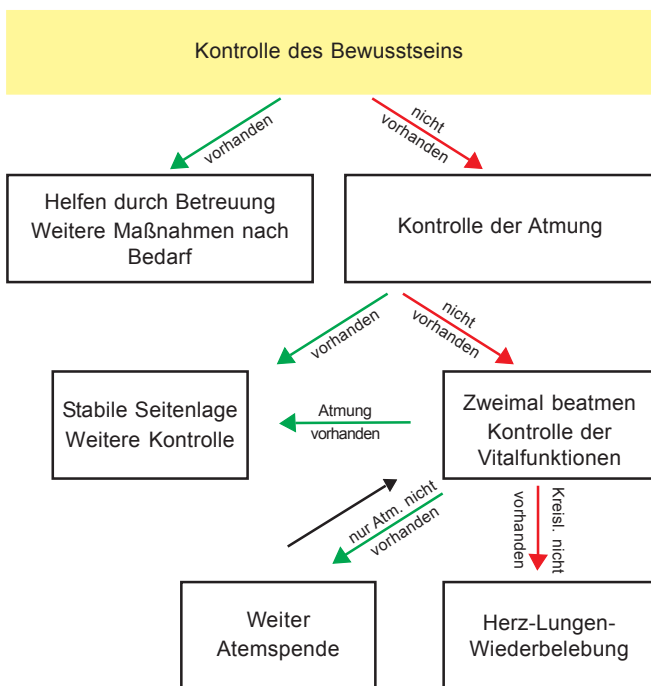 Kontrolle des Bewusstseins
vorhanden
nicht
vorhanden
Helfen durch Betreuung
Weitere Maßnahmen nach
Bedarf
Kontrolle der Atmung
vorhanden
nicht
vorhanden
Stabile Seitenlage
Weitere Kontrolle
Atmung
vorhanden
Zweimal beatmen
Kontrolle der
Vitalfunktionen
nur Atm. nicht
vorhanden
Kreisl. nicht
vorhanden
Weiter
Atemspende
Herz-Lungen-
Wiederbelebung